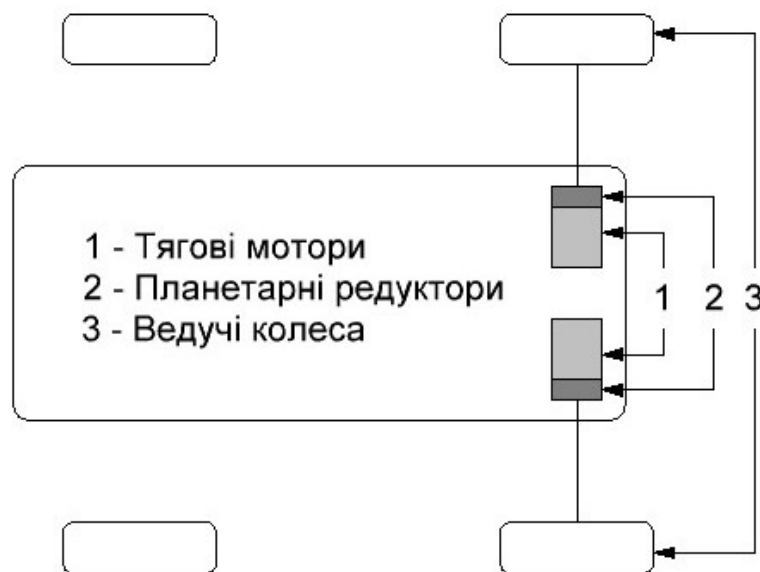 1 - Тягові мотори
2 - Планетарні редуктори
3 - Ведучі колеса
1 2 3